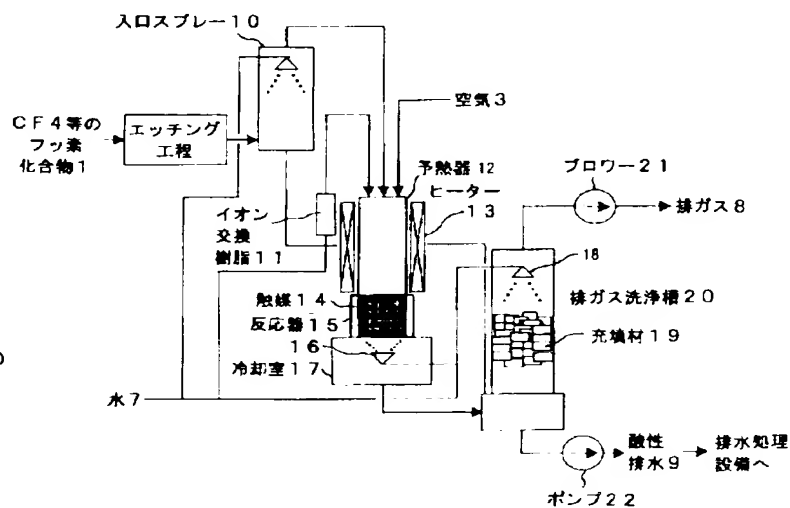 入口スプレー10
空気3
CF4等の
フッ素
化合物1
エッチング
工程
予熱器12
ヒーター
13
ブロワー21
排ガス8
イオン
交換
樹脂11
18
排ガス洗浄槽20
触媒14
反応器15
16
充填材19
冷却室17
水7
酸性
排水9
排水処理
設備へ
ポンプ22